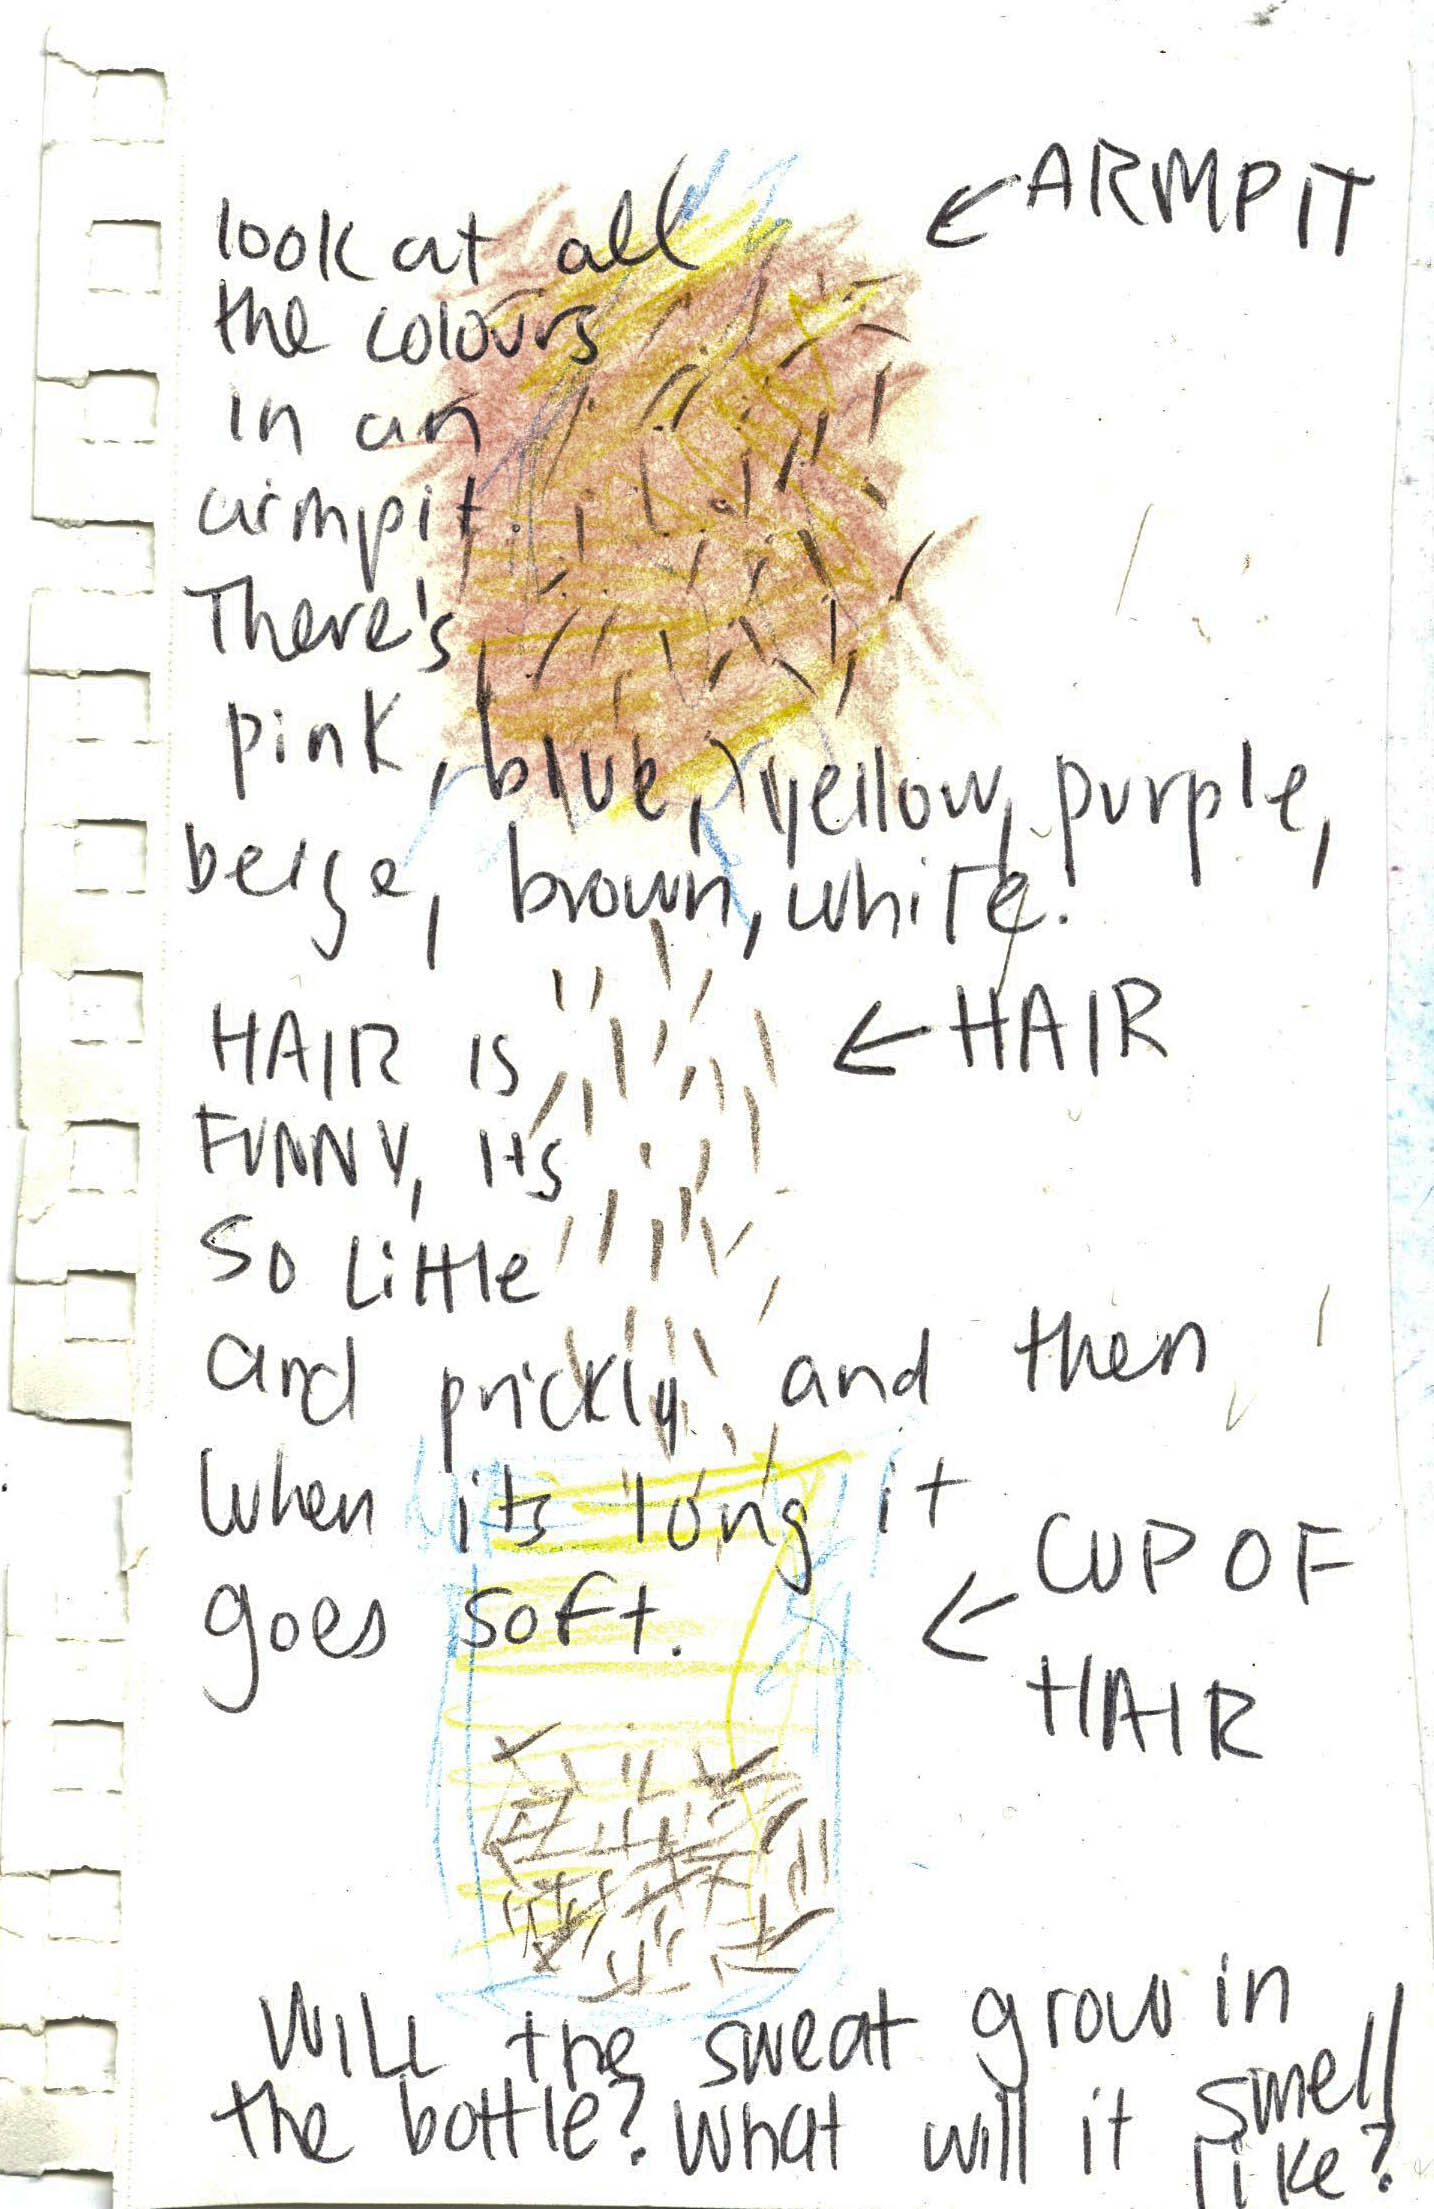 ARMPIT
look at all
the colours
in an
armpit.
There's
pink, blue, yellow, purple,
beige, brown, white!
HAIR
HAIR IS
FUNNY, its
so little
and prickly and then
when its long it
goes soft.
CUP OF
HAIR
WILL the sweat grow in
the bottle? What will it smell
like?